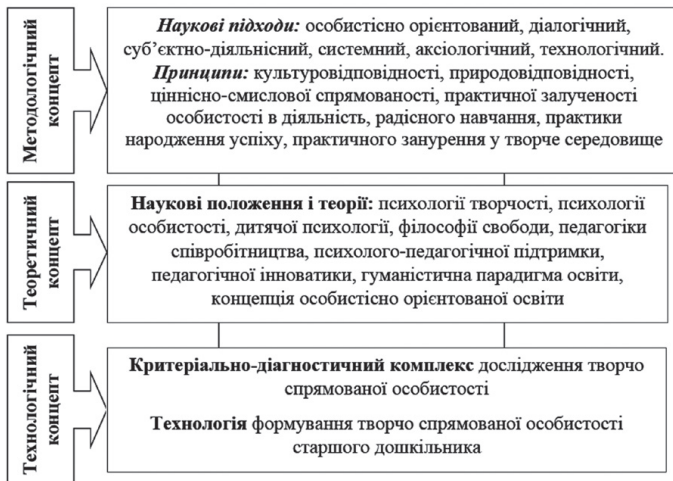 Методологічний
концепт
Наукові підходи: особистісно орієнтований, діалогічний,
суб’єктно-діяльнісний, системний, аксіологічний, технологічний.
Принципи: культуровідповідності, природовідповідності,
ціннісно-смислової спрямованості, практичної залученості
особистості в діяльність, радісного навчання, практики
народження успіху, практичного занурення у творче середовище
Теоретичний
концепт
Наукові положення і теорії: психології творчості, психології
особистості, дитячої психології, філософії свободи, педагогіки
співробітництва, психолого-педагогічної підтримки,
педагогічної інноватики, гуманістична парадигма освіти,
концепція особистісно орієнтованої освіти
Технологічний
концепт
Критеріально-діагностичний комплекс дослідження творчо
спрямованої особистості
Технологія формування творчо спрямованої особистості
старшого дошкільника